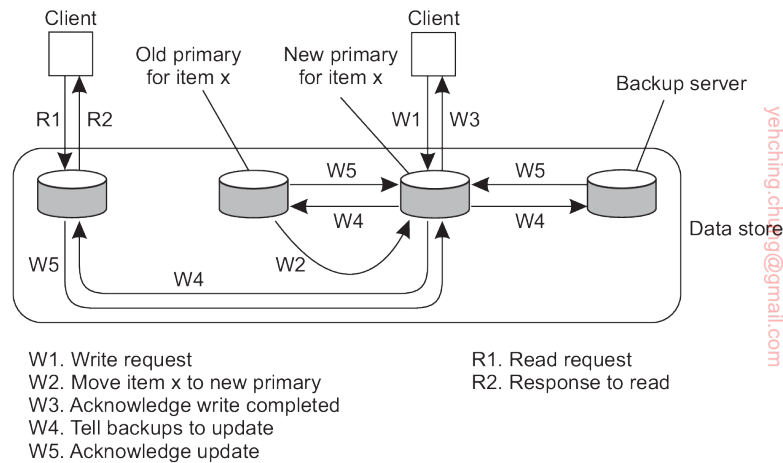 Client
Client
Old primary
for item x
New primary
for item x
Backup server
R1
R2
W1
W3
W5
W5
W4
W4
W5
W2
W4
Data store
W1. Write request
W2. Move item x to new primary
W3. Acknowledge write completed
W4. Tell backups to update
W5. Acknowledge update
R1. Read request
R2. Response to read
yehching.chung@gmail.com